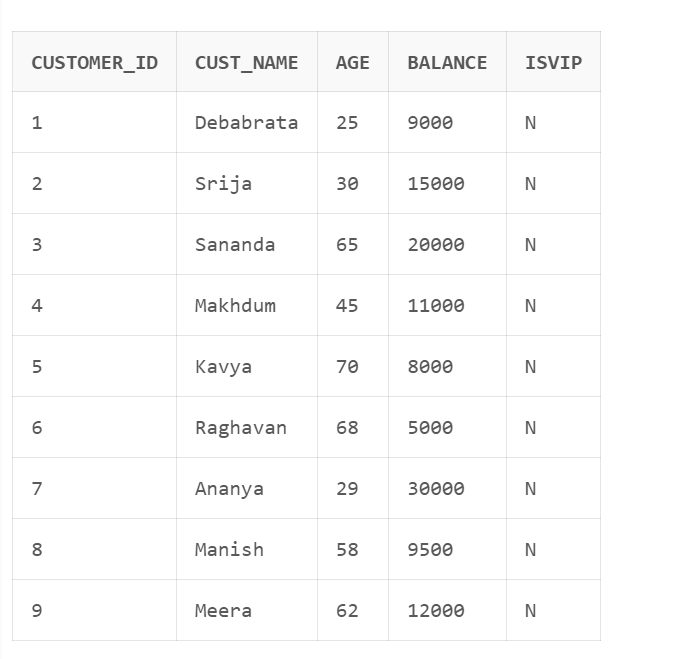 CUSTOMER_ID CUST_NAME AGE BALANCE ISVIP
1 Debabrata 25 9000 N
2 Srija 30 15000 N
3 Sananda 65 20000 N
4 Makhdum 45 11000 N
5 Kavya 70 8000 N
6 Raghavan 68 5000 N
7 Ananya 29 30000 N
8 Manish 58 9500 N
9 Meera 62 12000 N